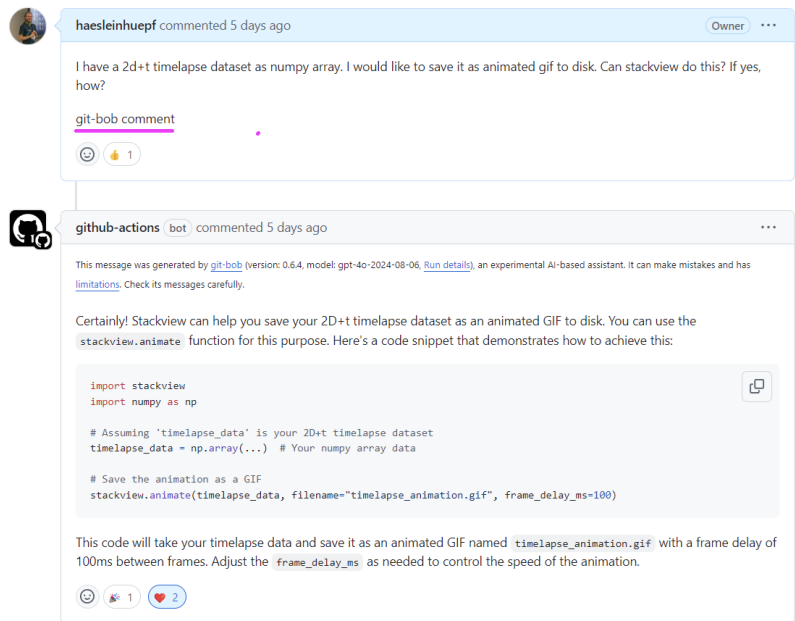 haesleinhuepf commented 5 days ago
Owner
I have a 2d+t timelapse dataset as numpy array. I would like to save it as animated gif to disk. Can stackview do this? If yes,
how?
git-bob comment
1
github-actions bot commented 5 days ago
This message was generated by git-bob (version: 0.6.4, model: gpt-4o-2024-08-06, Run details), an experimental AI-based assistant. It can make mistakes and has
limitations. Check its messages carefully.
Certainly! Stackview can help you save your 2D+t timelapse dataset as an animated GIF to disk. You can use the
stackview.animate function for this purpose. Here's a code snippet that demonstrates how to achieve this:
import stackview
import numpy as np
# Assuming 'timelapse_data' is your 2D+t timelapse dataset
timelapse_data = np.array(...)  # Your numpy array data
# Save the animation as a GIF
stackview.animate(timelapse_data, filename="timelapse_animation.gif", frame_delay_ms=100)
This code will take your timelapse data and save it as an animated GIF named timelapse_animation.gif with a frame delay of
100ms between frames. Adjust the frame_delay_ms as needed to control the speed of the animation.
1 2